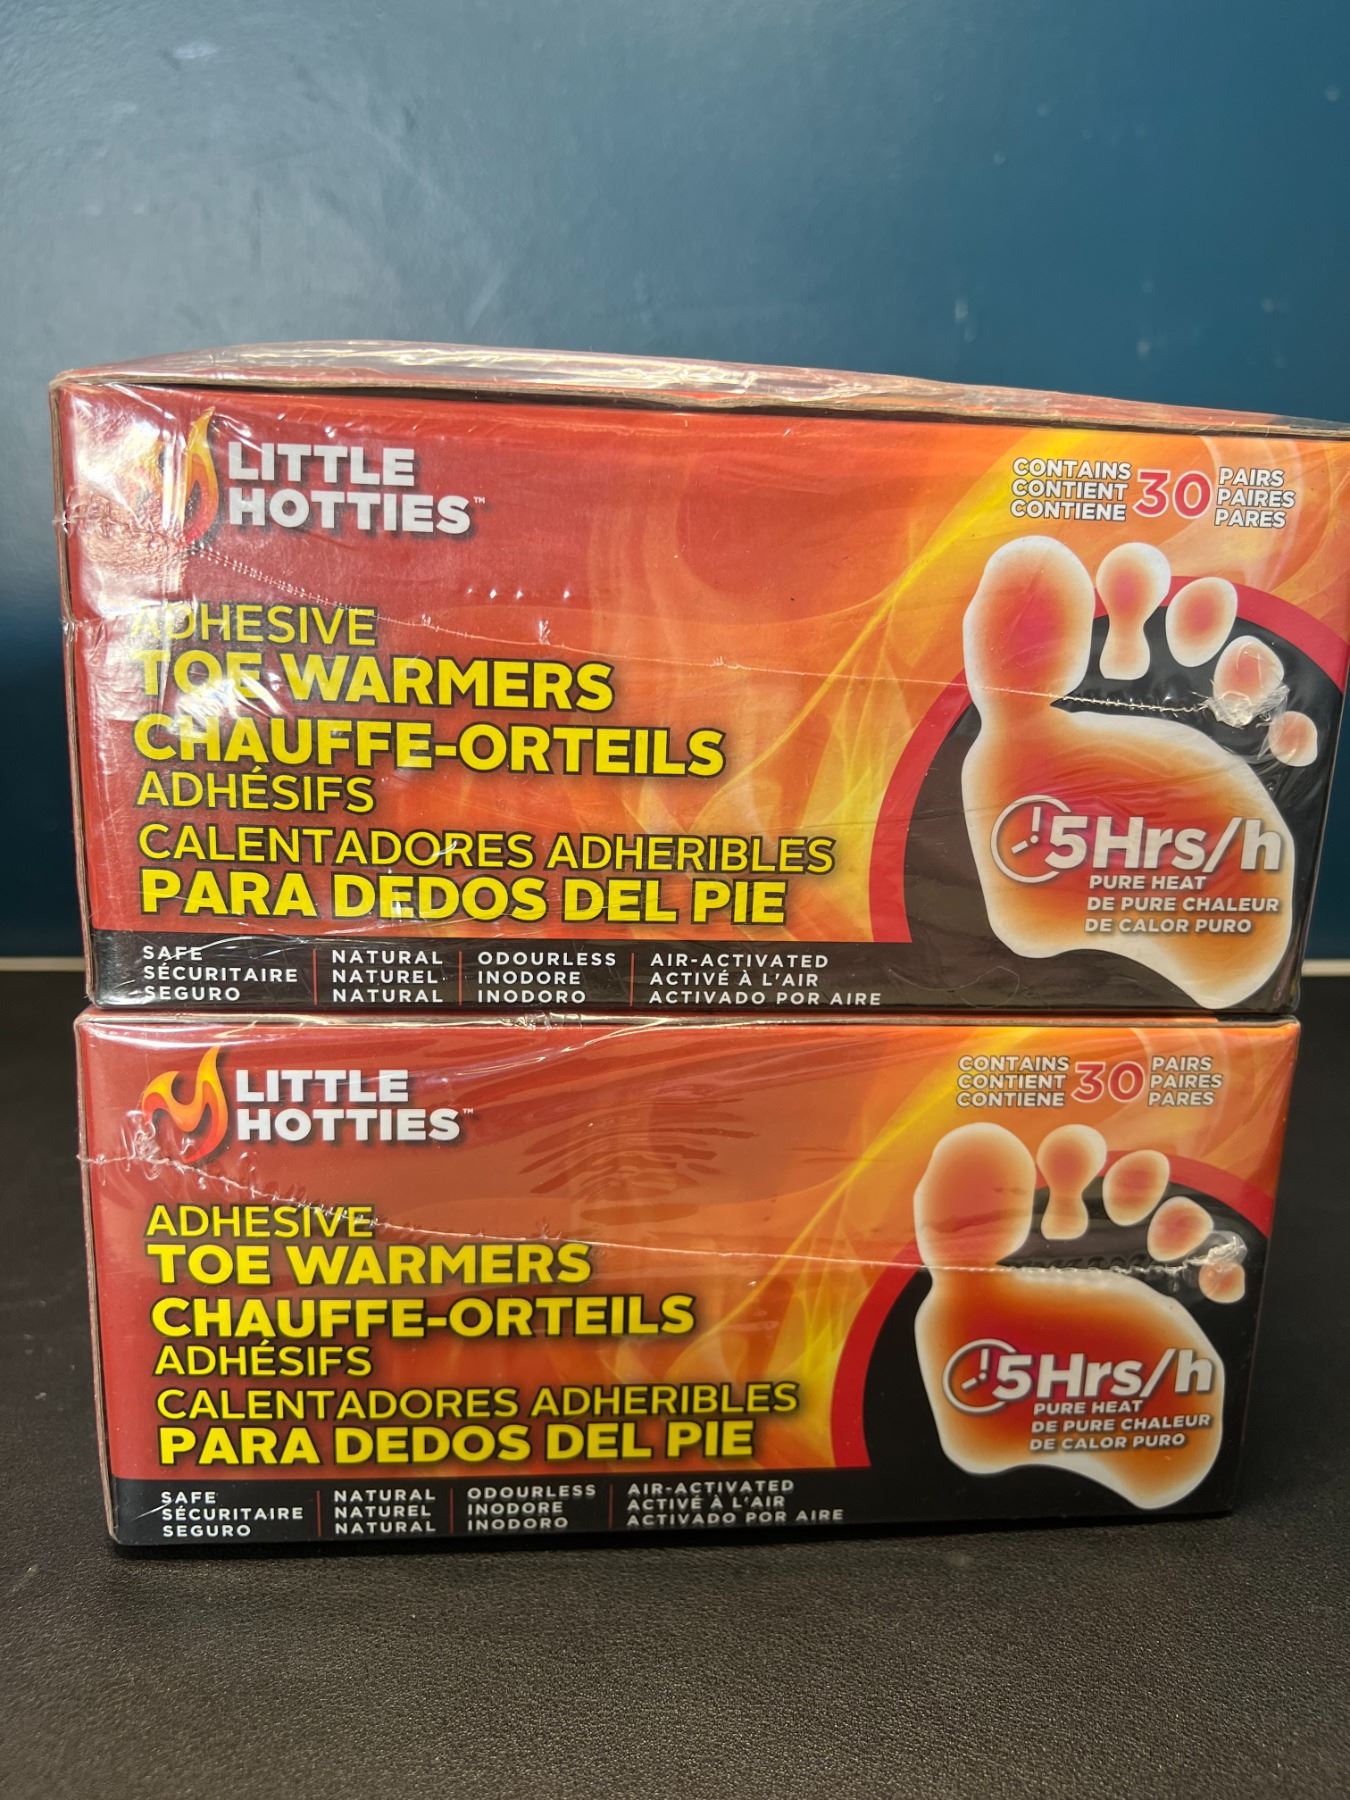 LITTLE
HOTTIES™
CONTAINS
CONTIENT
CONTIENE
30
PAIRS
PAIRES
PARES
ADHESIVE
TOE WARMERS
CHAUFFE-ORTEILS
ADHÉSIFS
CALENTADORES ADHERIBLES
PARA DEDOS DEL PIE
5Hrs/h
PURE HEAT
DE PURE CHALEUR
DE CALOR PURO
SAFE
SÉCURITAIRE
SEGURO
NATURAL
NATUREL
NATURAL
ODOURLESS
INODORE
INODORO
AIR-ACTIVATED
ACTIVÉ À L'AIR
ACTIVADO POR AIRE
LITTLE
HOTTIES™
CONTAINS
CONTIENT
CONTIENE
30
PAIRS
PAIRES
PARES
ADHESIVE
TOE WARMERS
CHAUFFE-ORTEILS
ADHÉSIFS
CALENTADORES ADHERIBLES
PARA DEDOS DEL PIE
5Hrs/h
PURE HEAT
DE PURE CHALEUR
DE CALOR PURO
SAFE
SÉCURITAIRE
SEGURO
NATURAL
NATUREL
NATURAL
ODOURLESS
INODORE
INODORO
AIR-ACTIVATED
ACTIVÉ À L'AIR
ACTIVADO POR AIRE